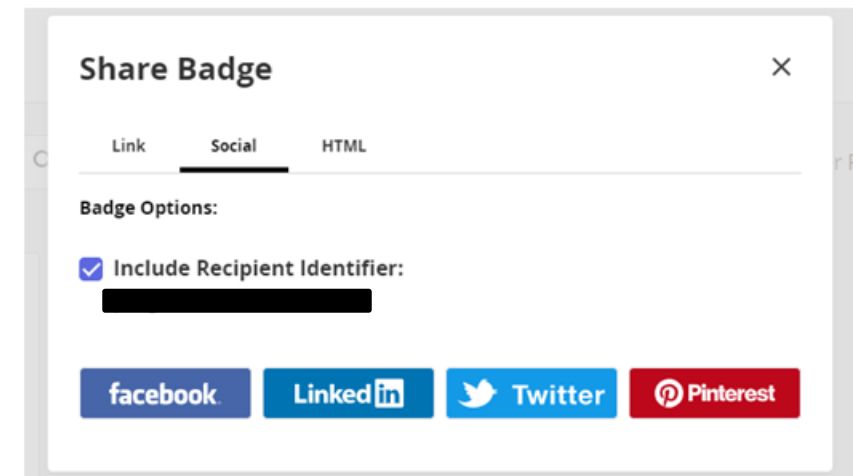 Share Badge
Link Social HTML
Badge Options:
Include Recipient Identifier:
facebook. Linked in Twitter Pinterest